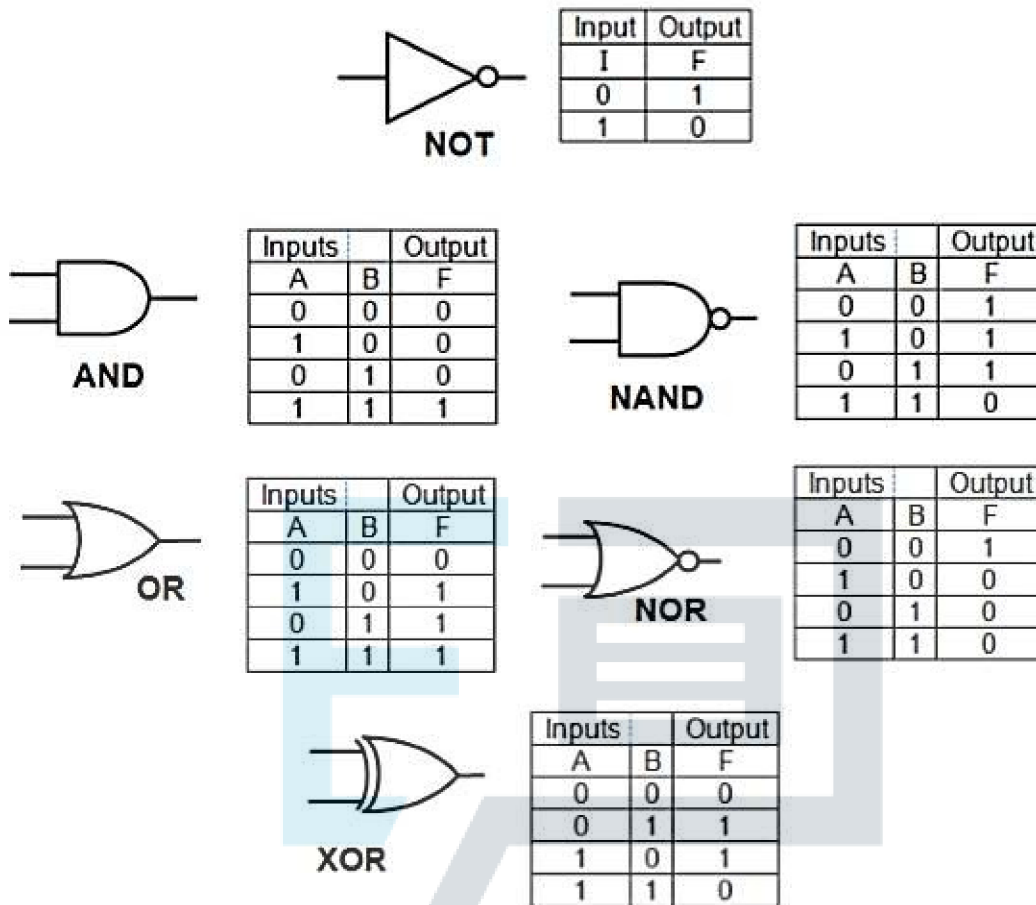 Input Output
I F
0 1
1 0
NOT
Inputs Output
A B F
0 0 0
1 0 0
0 1 0
1 1 1
AND
Inputs Output
A B F
0 0 1
1 0 1
0 1 1
1 1 0
NAND
Inputs Output
A B F
0 0 0
1 0 1
0 1 1
1 1 1
OR
Inputs Output
A B F
0 0 1
1 0 0
0 1 0
1 1 0
NOR
Inputs Output
A B F
0 0 0
0 1 1
1 0 1
1 1 0
XOR